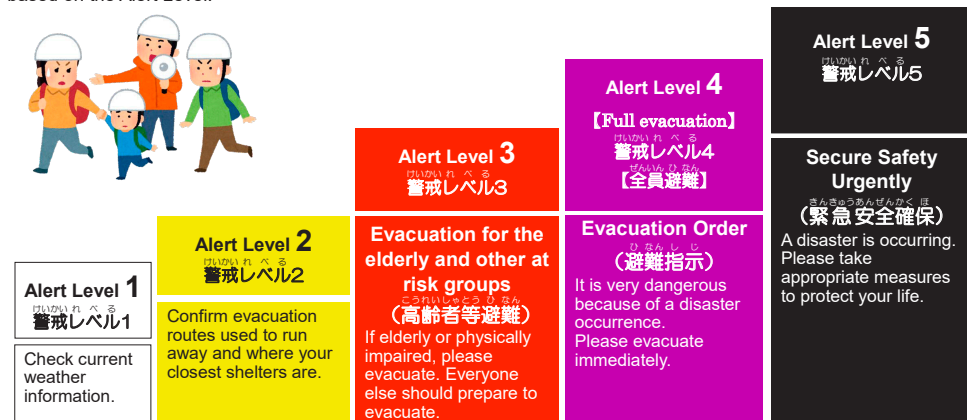 based on the Alert Level.
Alert Level 1
けいかい れ べ る
警戒レベル1
Check current
weather
information.
Alert Level 2
けいかい れ べ る
警戒レベル2
Confirm evacuation
routes used to run
away and where your
closest shelters are.
Alert Level 3
けいかい れ べ る
警戒レベル3
Evacuation for the
elderly and other at
risk groups
こうれいしゃとう ひ なん
（高齢者等避難）
If elderly or physically
impaired, please
evacuate. Everyone
else should prepare to
evacuate.
Alert Level 4
【Full evacuation】
けいかい れ べ る
警戒レベル4
ぜんいん ひ なん
【全員避難】
Evacuation Order
ひ なん し じ
（避難指示）
It is very dangerous
because of a disaster
occurrence.
Please evacuate
immediately.
Alert Level 5
けいかい れ べ る
警戒レベル5
Secure Safety
Urgently
きんきゅうあんぜんかく ほ
（緊急安全確保）
A disaster is occurring.
Please take
appropriate measures
to protect your life.